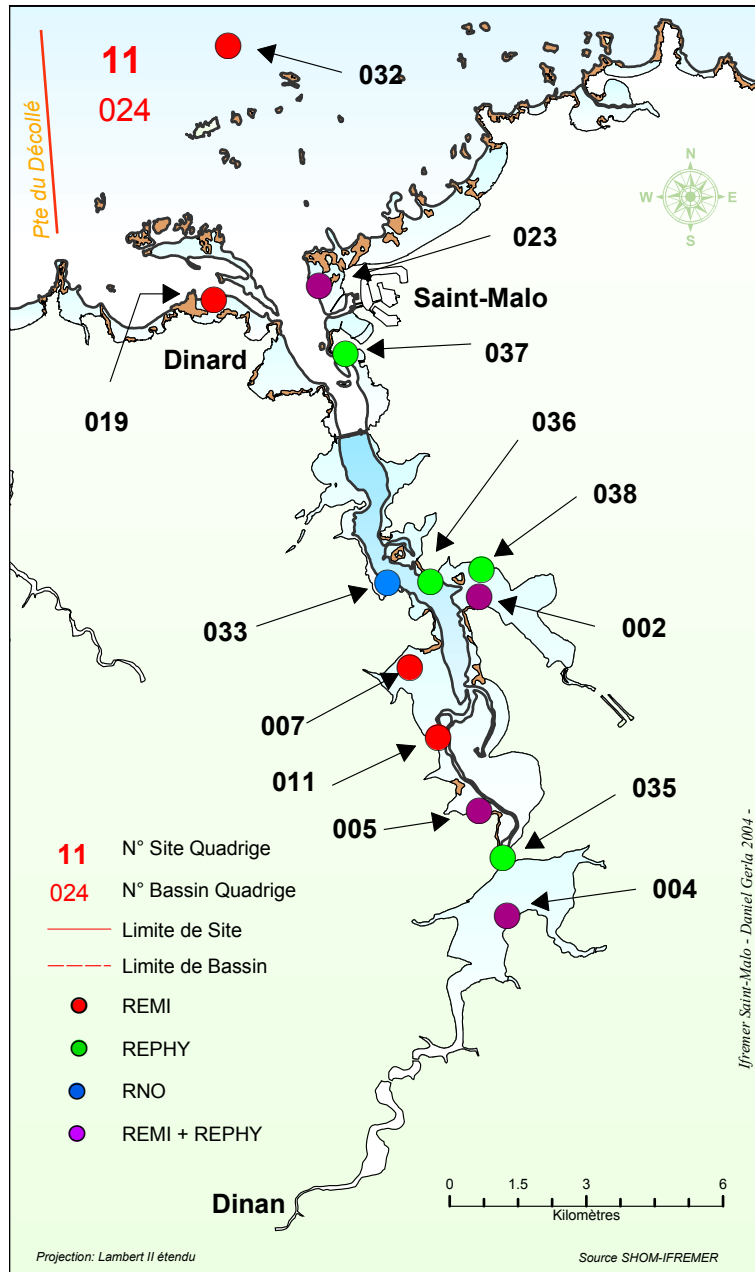 11
032
024
Pte du Décollé
N
W E
S
023
Saint-Malo
Dinard
037
019
036
038
033
002
007
011
035
005
004
11 N° Site Quadrige
024 N° Bassin Quadrige
Limite de Site
Limite de Bassin
REMI
REPHY
RNO
REMI + REPHY
Dinan
0 1.5 3 6
Kilomètres
Projection: Lambert II étendu
Source SHOM-IFREMER
Ifremer Saint-Malo - Daniel Gerla 2004 -